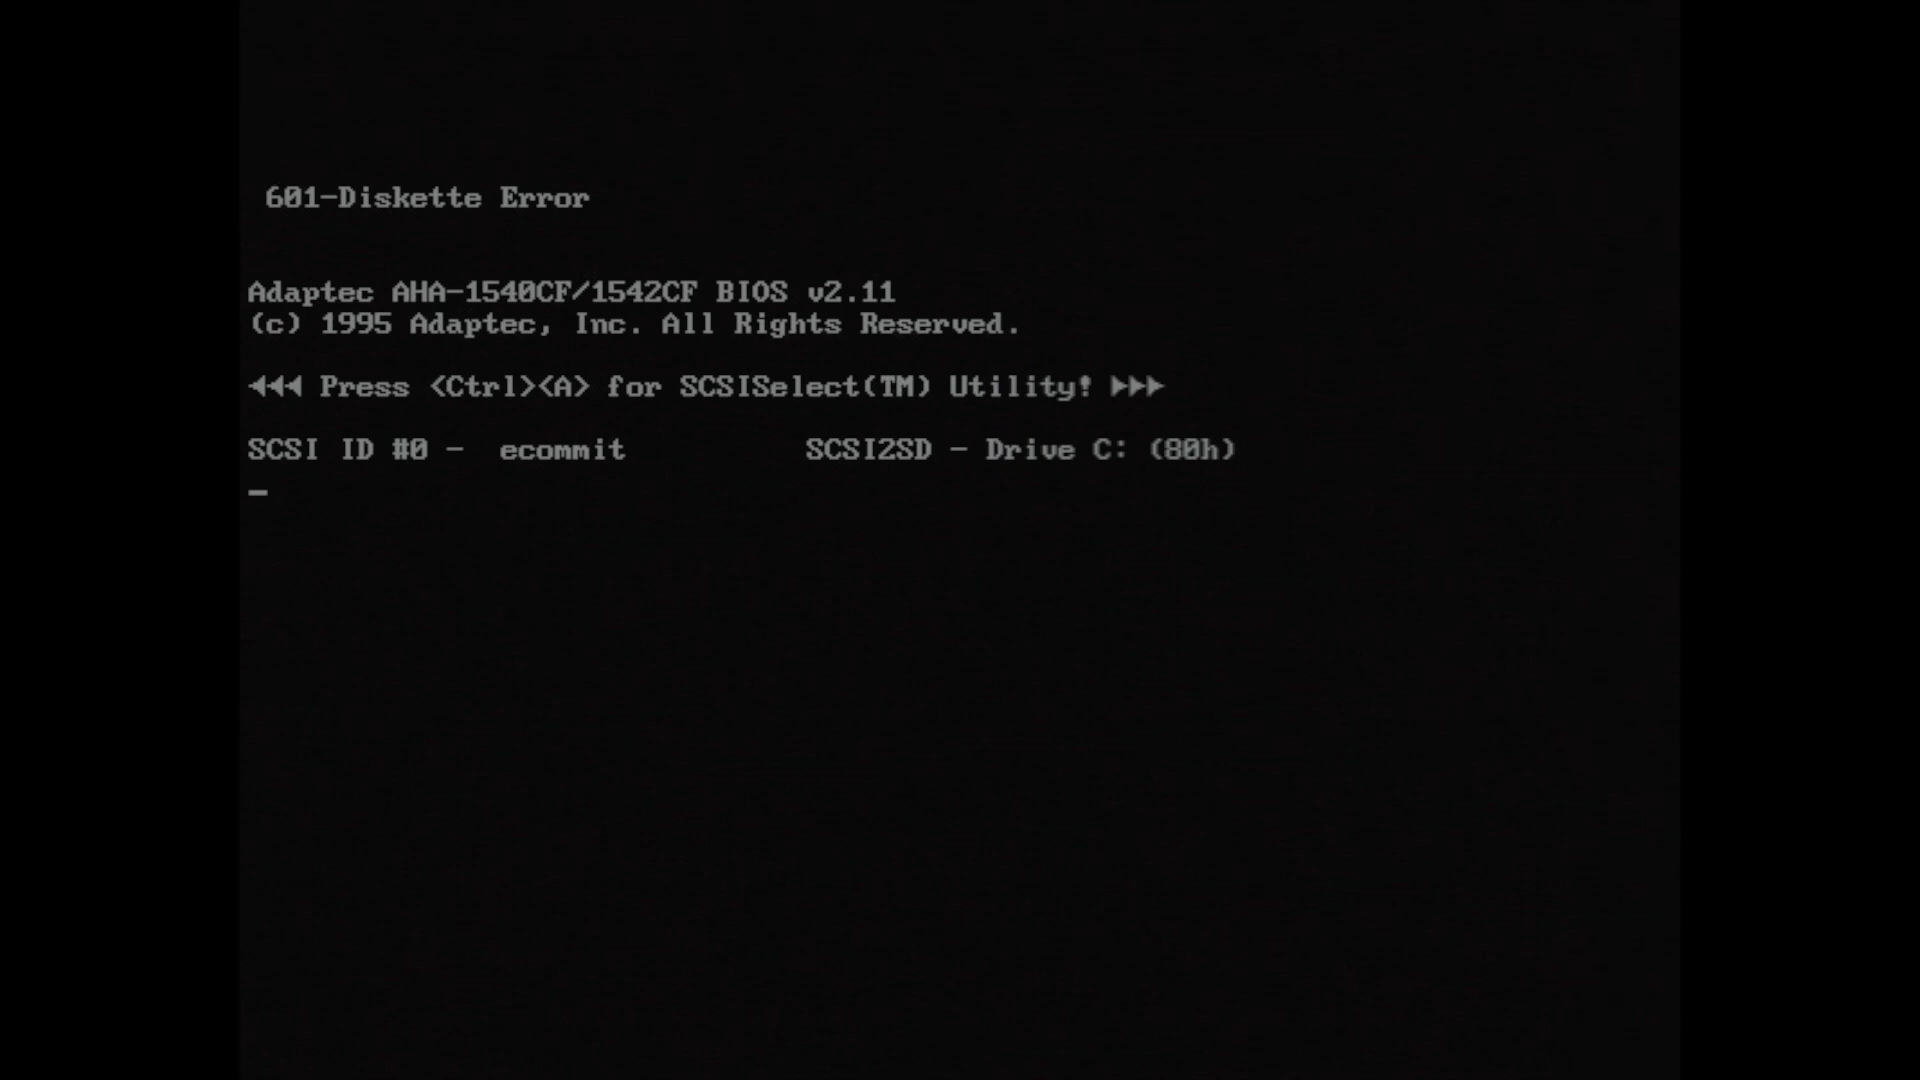 601-Diskette Error
Adaptec AHA-1540CF/1542CF BIOS v2.11
(c) 1995 Adaptec, Inc. All Rights Reserved.
◄◄◄ Press <Ctrl><A> for SCSISelect(TM) Utility! ►►►
SCSI ID #0 - ecommit SCSI2SD - Drive C: (80h)
_